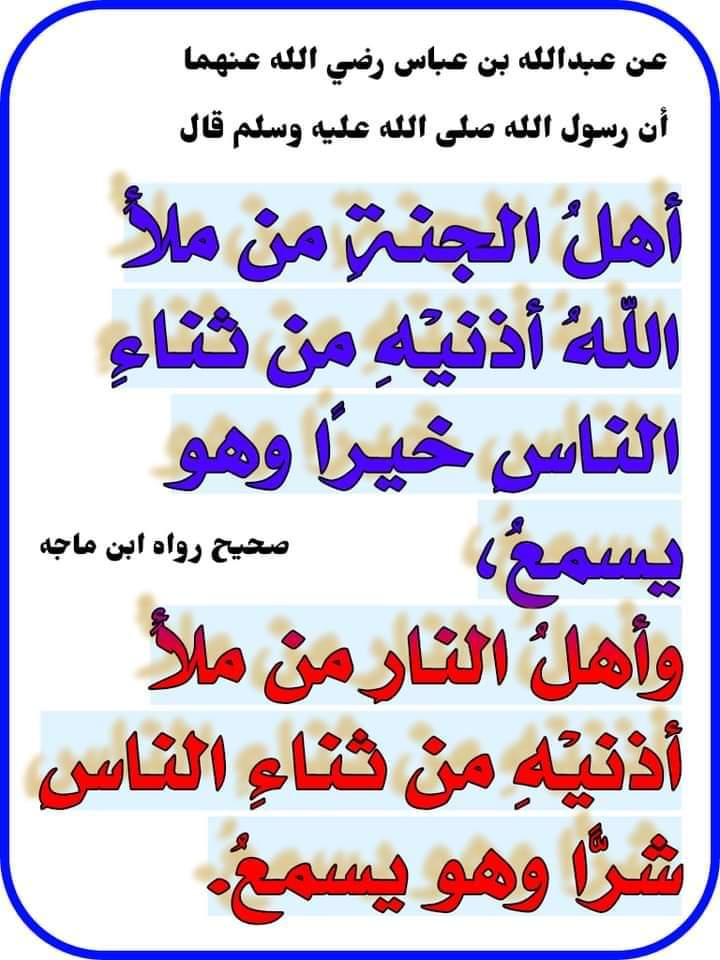 عن عبدالله بن عباس رضي الله عنهما
أن رسول الله صلى الله عليه وسلم قال
أهلُ الجنةِ من ملأَ
اللَّهُ أذنيْهِ من ثناءِ
الناسِ خيرًا وهو
يسمعُ،
صحيح رواه ابن ماجه
وأهلُ النارِ من ملأَ
أذنيْهِ من ثناءِ الناسِ
شرًّا وهو يسمعُ.